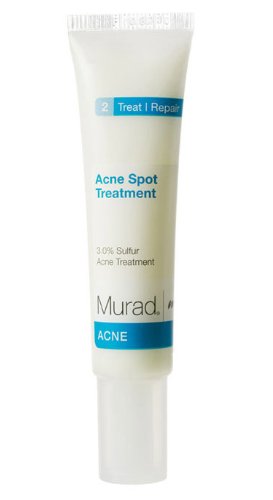 2 Treat | Repair
Acne Spot
Treatment
3.0% Sulfur
Acne Treatment
Murad®
ACNE